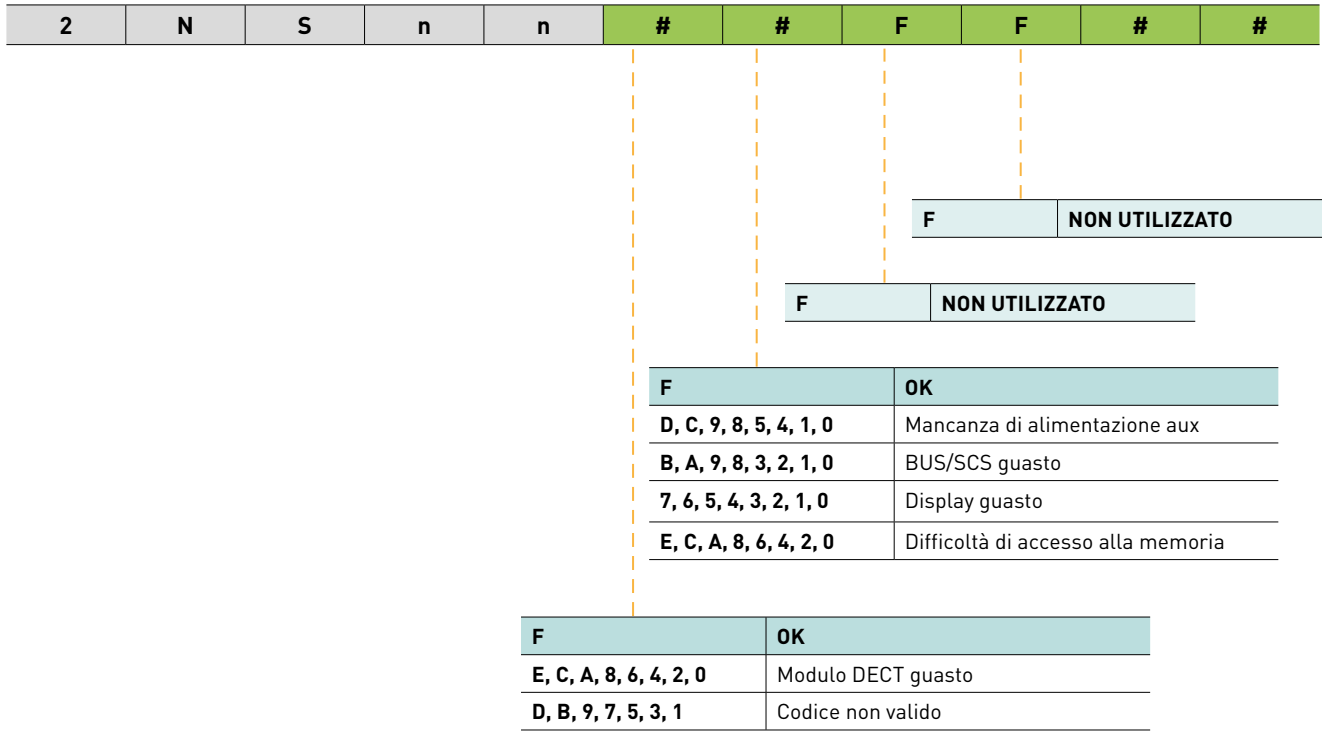 2 N S n n # # F F # #
F NON UTILIZZATO
F NON UTILIZZATO
F OK
D, C, 9, 8, 5, 4, 1, 0 Mancanza di alimentazione aux
B, A, 9, 8, 3, 2, 1, 0 BUS/SCS guasto
7, 6, 5, 4, 3, 2, 1, 0 Display guasto
E, C, A, 8, 6, 4, 2, 0 Difficoltà di accesso alla memoria
F OK
E, C, A, 8, 6, 4, 2, 0 Modulo DECT guasto
D, B, 9, 7, 5, 3, 1 Codice non valido